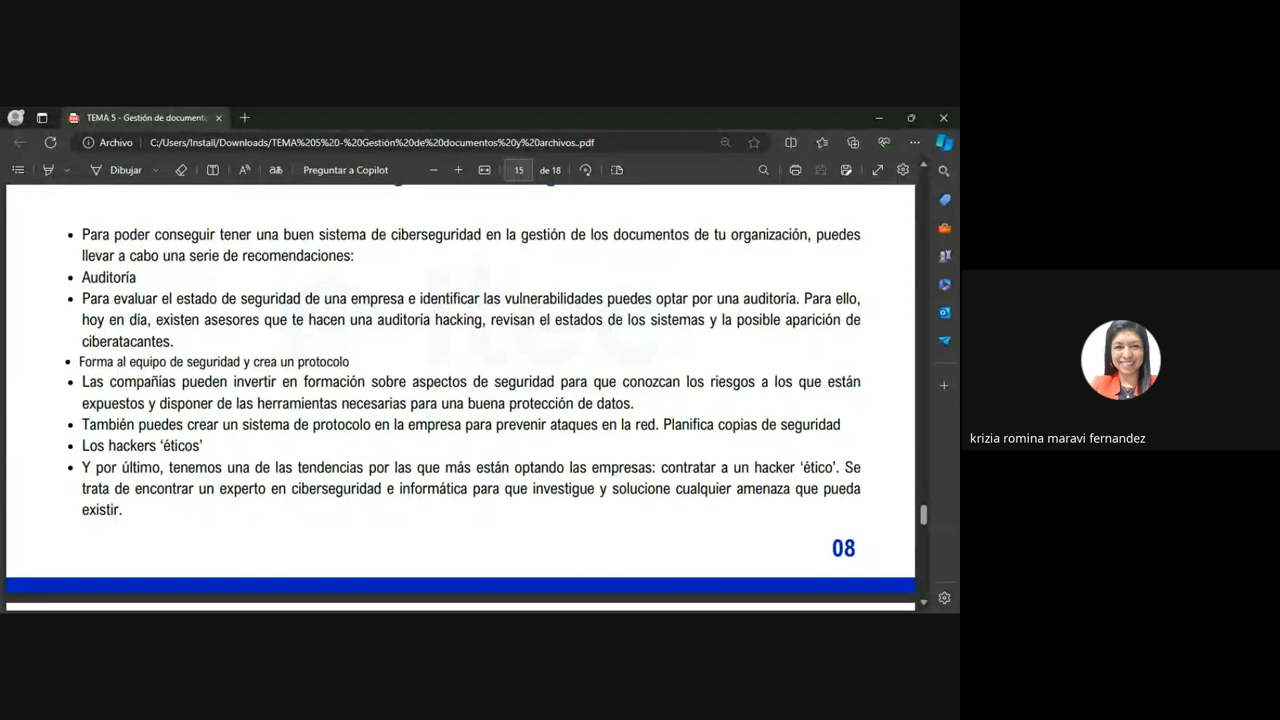 TEMA 5 - Gestión de document
Archivo C:/Users/Install/Downloads/TEMA%205%20-%20Gestión%20de%20documentos%20y%20archivos..pdf
Dibujar Preguntar a Copilot 15 de 18
• Para poder conseguir tener una buen sistema de ciberseguridad en la gestión de los documentos de tu organización, puedes
llevar a cabo una serie de recomendaciones:
• Auditoría
• Para evaluar el estado de seguridad de una empresa e identificar las vulnerabilidades puedes optar por una auditoría. Para ello,
hoy en día, existen asesores que te hacen una auditoría hacking, revisan el estados de los sistemas y la posible aparición de
ciberatacantes.
• Forma al equipo de seguridad y crea un protocolo
• Las compañías pueden invertir en formación sobre aspectos de seguridad para que conozcan los riesgos a los que están
expuestos y disponer de las herramientas necesarias para una buena protección de datos.
• También puedes crear un sistema de protocolo en la empresa para prevenir ataques en la red. Planifica copias de seguridad
• Los hackers ‘éticos’
• Y por último, tenemos una de las tendencias por las que más están optando las empresas: contratar a un hacker ‘ético’. Se
trata de encontrar un experto en ciberseguridad e informática para que investigue y solucione cualquier amenaza que pueda
existir.
08
krizia romina maravi fernandez